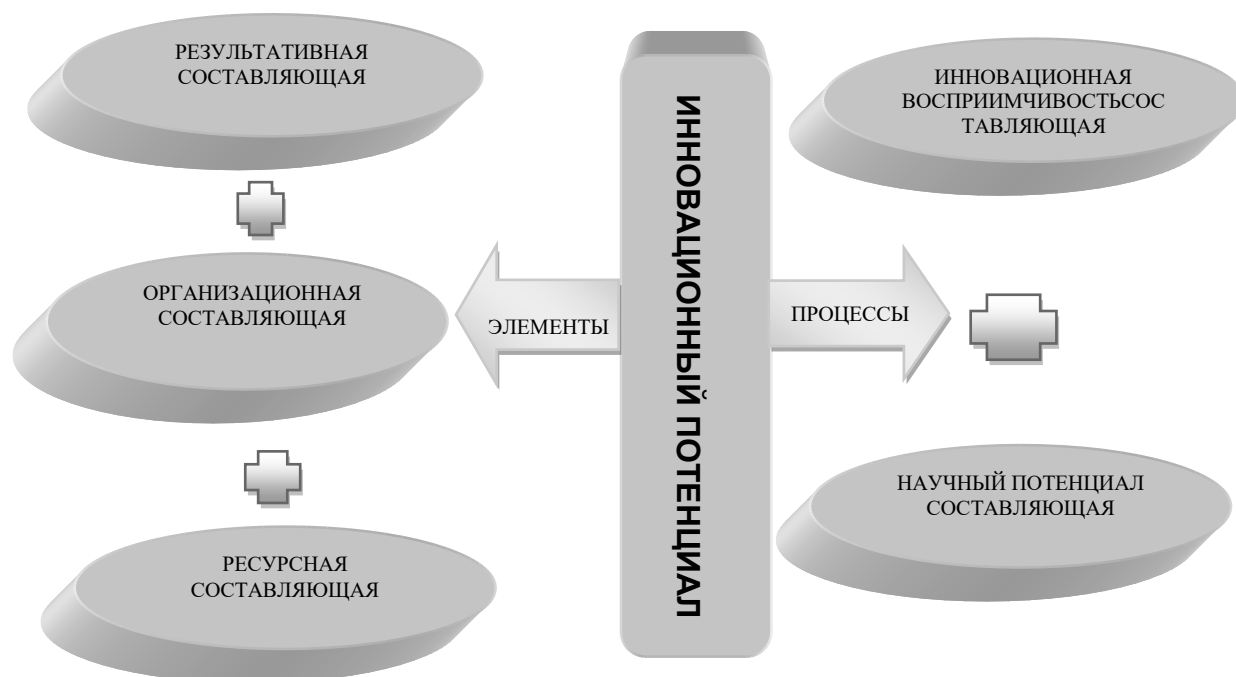 РЕЗУЛЬТАТИВНАЯ
СОСТАВЛЯЮЩАЯ
ОРГАНИЗАЦИОННАЯ
СОСТАВЛЯЮЩАЯ
РЕСУРСНАЯ
СОСТАВЛЯЮЩАЯ
ЭЛЕМЕНТЫ
ИННОВАЦИОННЫЙ ПОТЕНЦИАЛ
ПРОЦЕССЫ
ИННОВАЦИОННАЯ
ВОСПРИИМЧИВОСТЬСОС
ТАВЛЯЮЩАЯ
НАУЧНЫЙ ПОТЕНЦИАЛ
СОСТАВЛЯЮЩАЯ